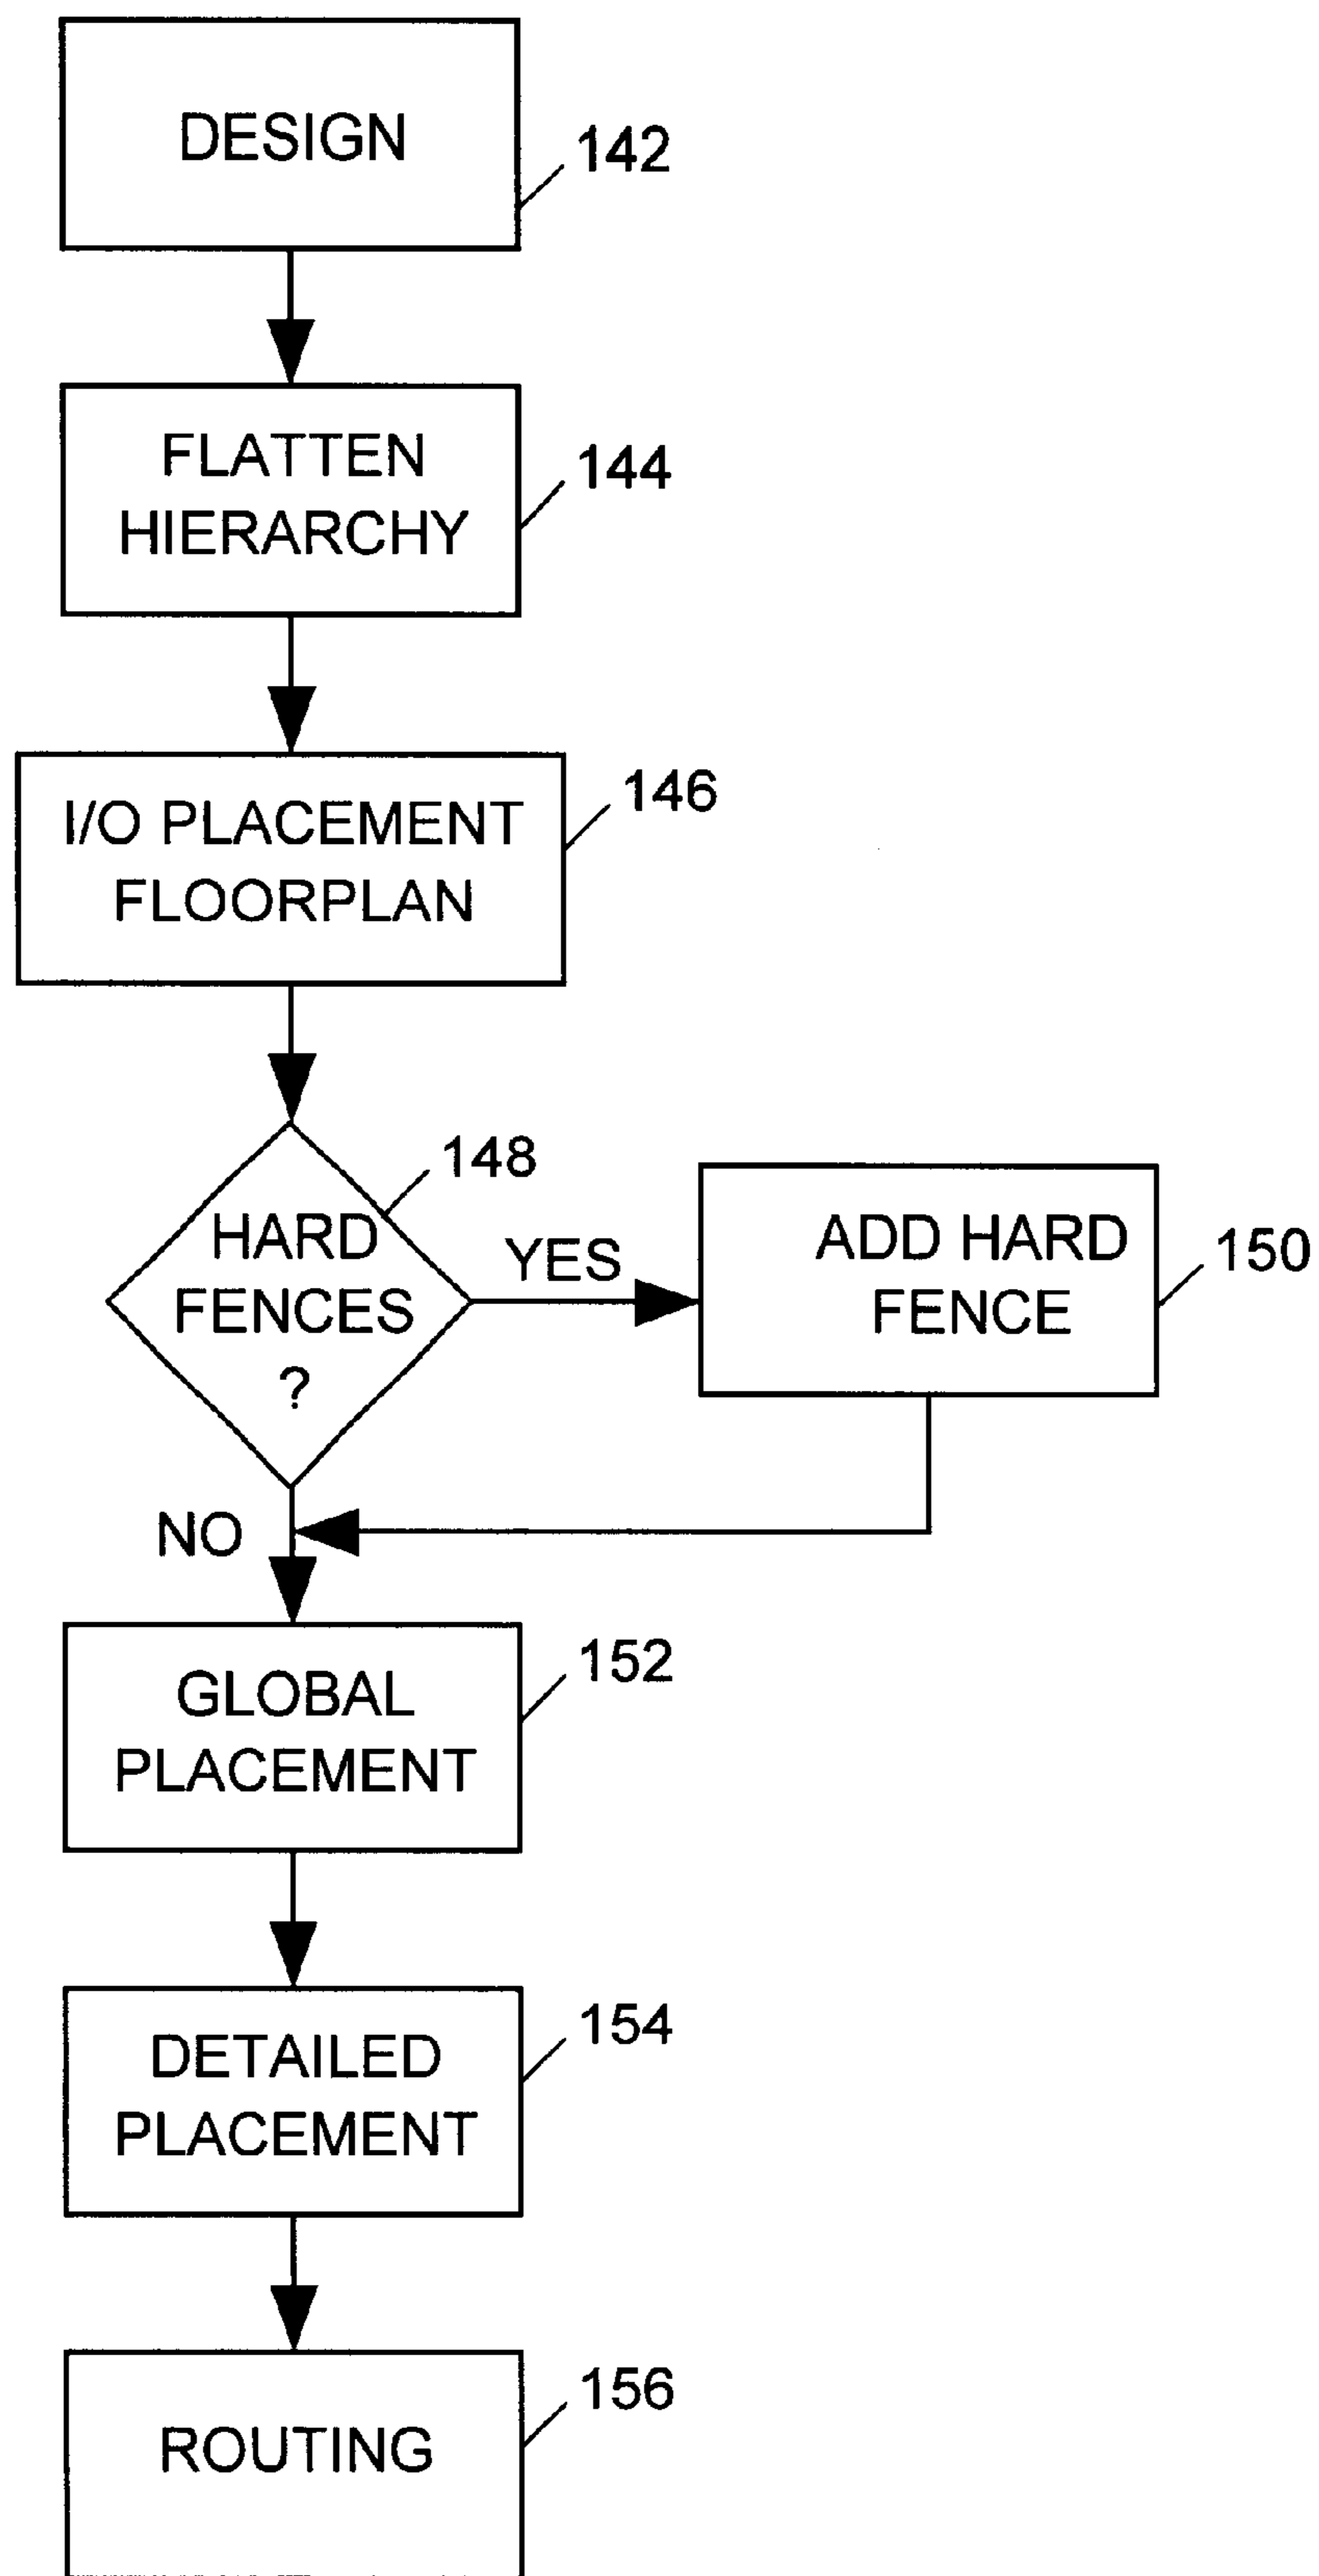 DESIGN
142
FLATTEN
HIERARCHY
144
I/O PLACEMENT
FLOORPLAN
146
HARD
FENCES
?
148
YES
ADD HARD
FENCE
150
NO
GLOBAL
PLACEMENT
152
DETAILED
PLACEMENT
154
ROUTING
156